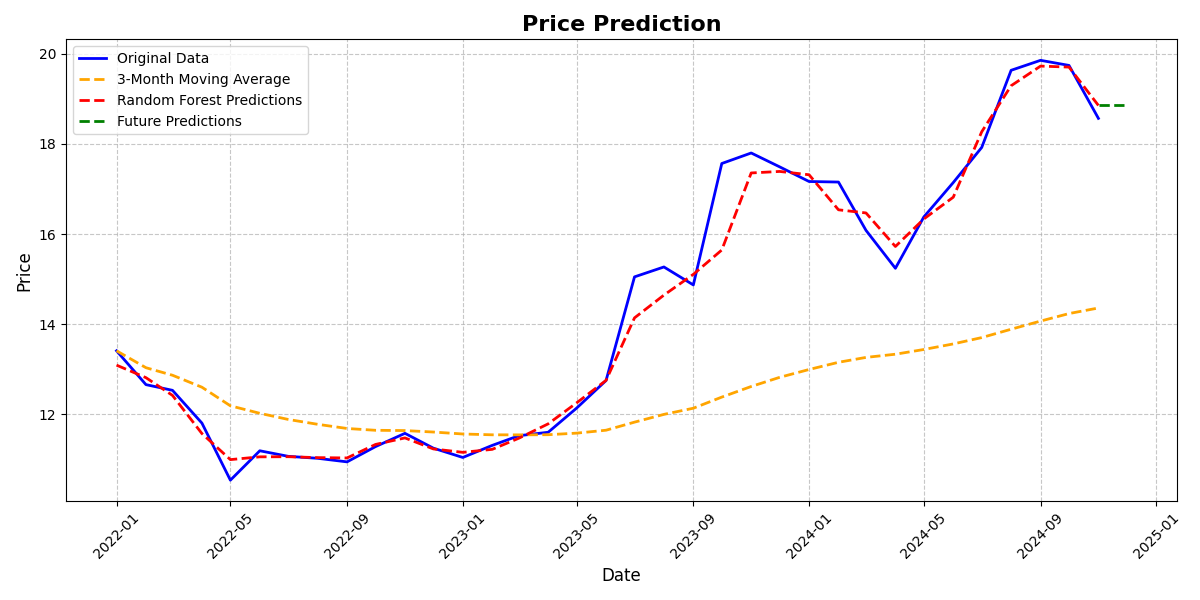 Price Prediction
Original Data
3-Month Moving Average
Random Forest Predictions
Future Predictions
20
18
16
14
12
Price
2022-01
2022-05
2022-09
2023-01
2023-05
2023-09
2024-01
2024-05
2024-09
2025-01
Date